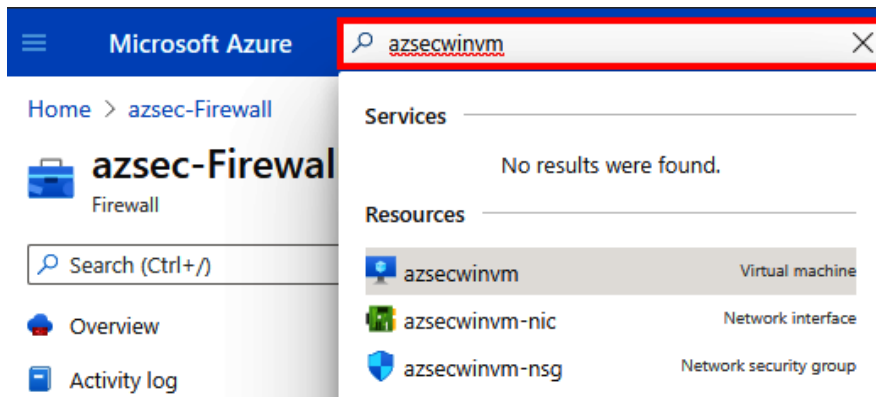 Microsoft Azure
azsecwinvm
Home > azsec-Firewall
azsec-Firewal
Firewall
Search (Ctrl+/)
Overview
Activity log
Services
No results were found.
Resources
azsecwinvm Virtual machine
azsecwinvm-nic Network interface
azsecwinvm-nsg Network security group